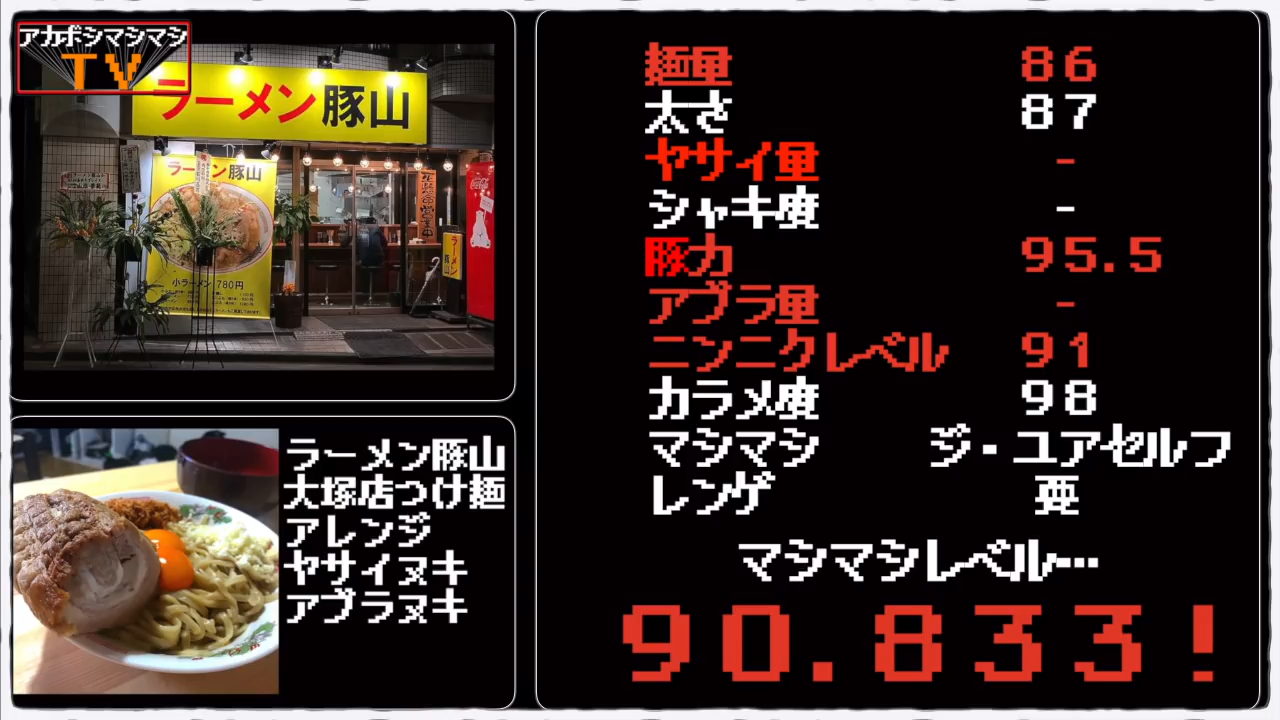 アカボシマシマシ
TV
ラーメン豚山
ラーメン豚山
小ラーメン 780円
ラーメン豚山
大塚店つけ麺
アレンジ
ヤサイヌキ
アブラヌキ
麺量 86
太さ 87
ヤサイ量 -
シャキ度 -
豚力 95.5
アブラ量 -
ニンニクレベル 91
カラメ度 98
マシマシ ジ・ユアセルフ
レンゲ 亜
マシマシレベル…
90.833!